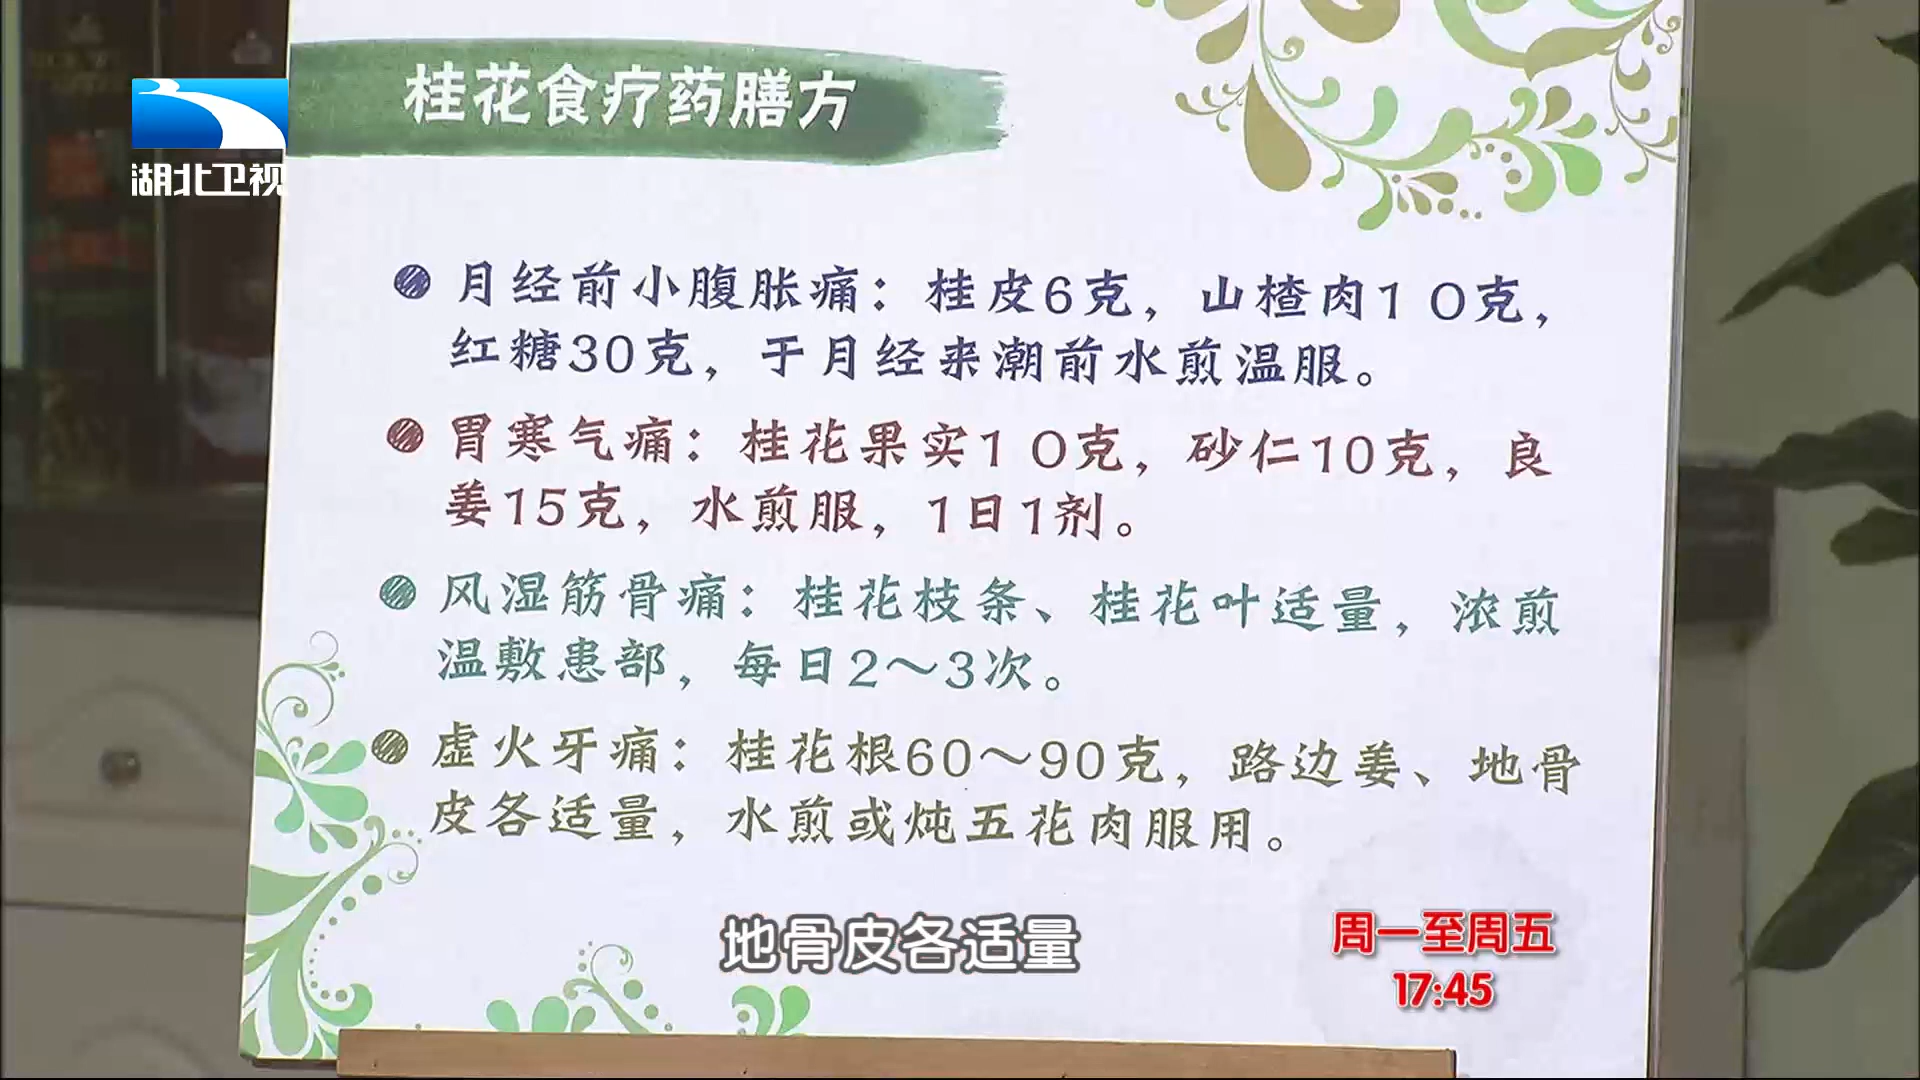 桂花食疗药膳方
湖北卫视
月经前小腹胀痛：桂皮6克，山楂肉10克，
红糖30克，于月经来潮前水煎温服。
胃寒气痛：桂花果实10克，砂仁10克，良
姜15克，水煎服，1日1剂。
风湿筋骨痛：桂花枝条、桂花叶适量，浓煎
温敷患部，每日2～3次。
虚火牙痛：桂花根60～90克，路边姜、地骨
皮各适量，水煎或炖五花肉服用。
地骨皮各适量
周一至周五
17:45